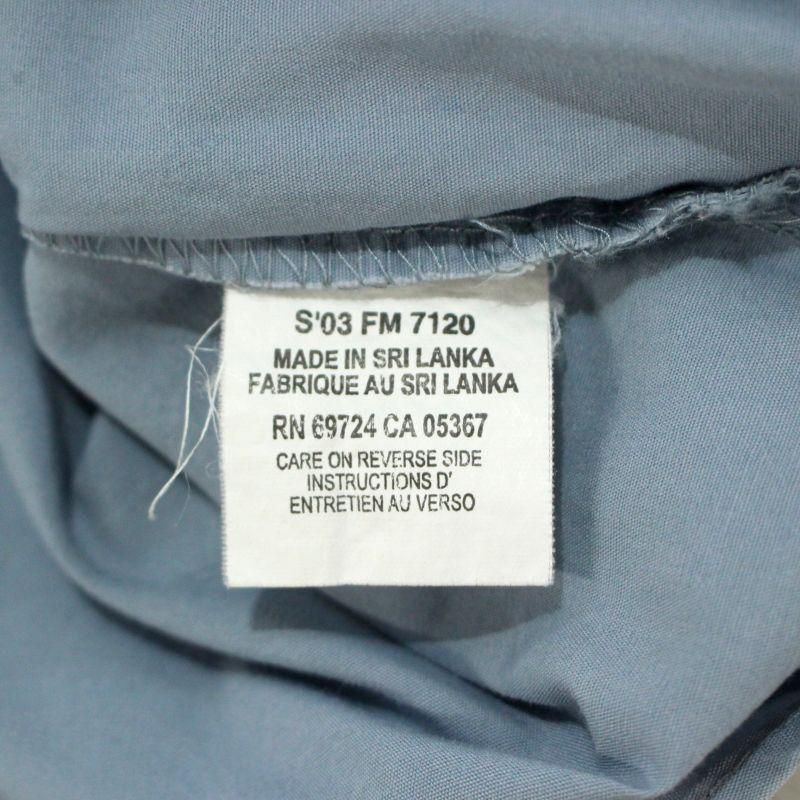 S'03 FM 7120
MADE IN SRI LANKA
FABRIQUE AU SRI LANKA
RN 69724 CA 05367
CARE ON REVERSE SIDE
INSTRUCTIONS D'
ENTRETIEN AU VERSO